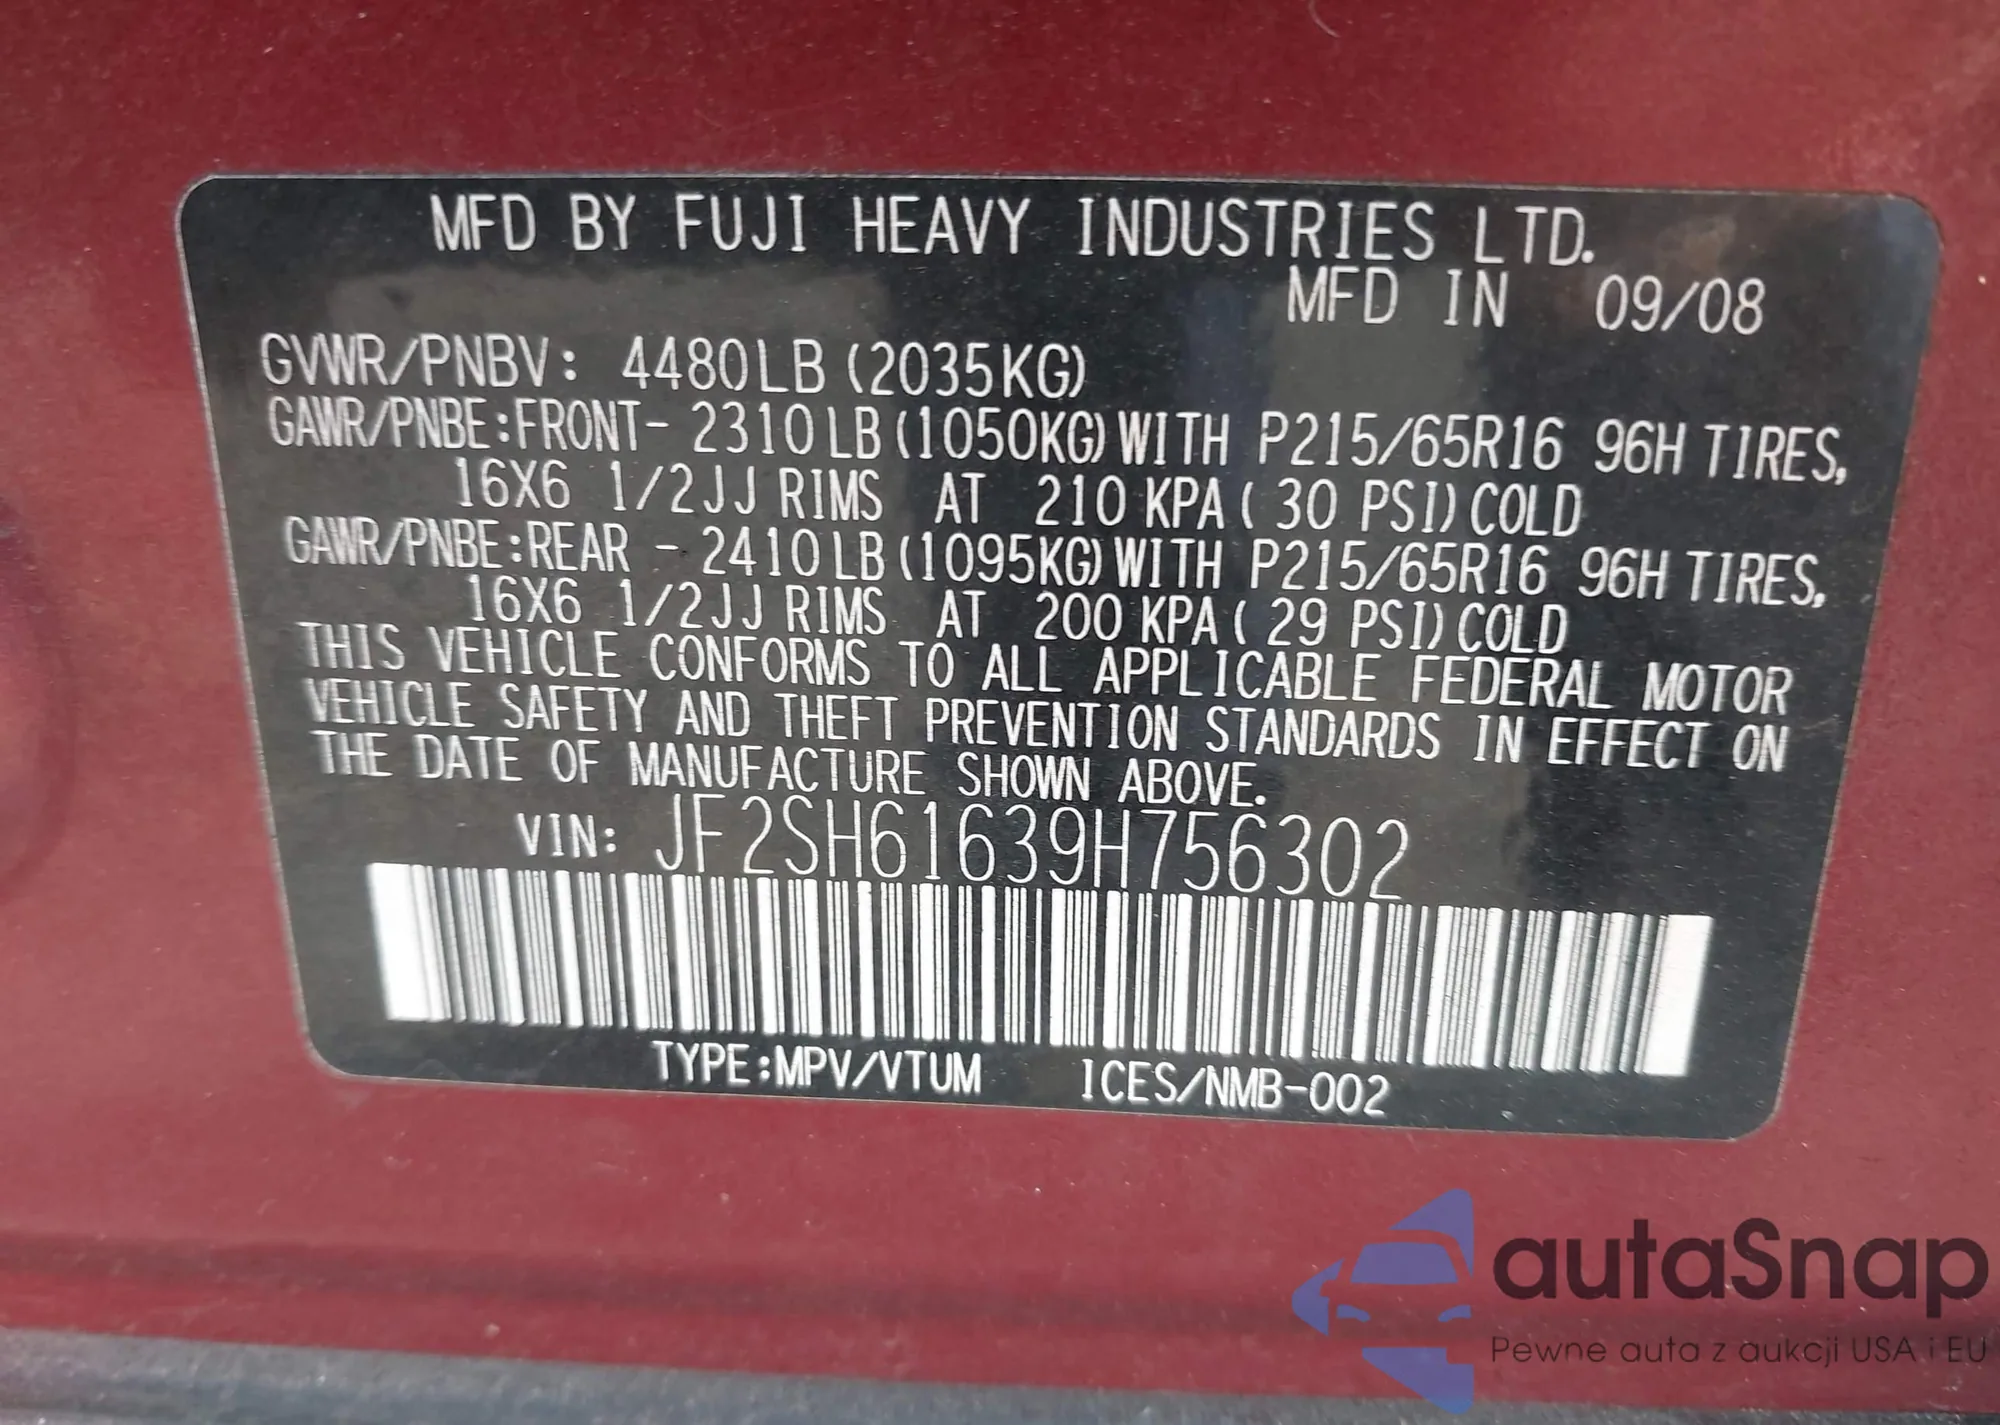 MFD BY FUJI HEAVY INDUSTRIES LTD.
MFD IN 09/08
GVWR/PNBV: 4480LB (2035KG)
GAWR/PNBE:FRONT- 2310LB(1050KG)WITH P215/65R16 96H TIRES,
16X6 1/2JJ RIMS AT 210 KPA( 30 PSI)COLD
GAWR/PNBE:REAR - 2410LB(1095KG)WITH P215/65R16 96H TIRES,
16X6 1/2JJ RIMS AT 200 KPA( 29 PSI)COLD
THIS VEHICLE CONFORMS TO ALL APPLICABLE FEDERAL MOTOR
VEHICLE SAFETY AND THEFT PREVENTION STANDARDS IN EFFECT ON
THE DATE OF MANUFACTURE SHOWN ABOVE.
VIN: JF2SH61639H756302
TYPE:MPV/VTUM ICES/NMB-002
autaSnap
Pewne auta z aukcji USA i EU